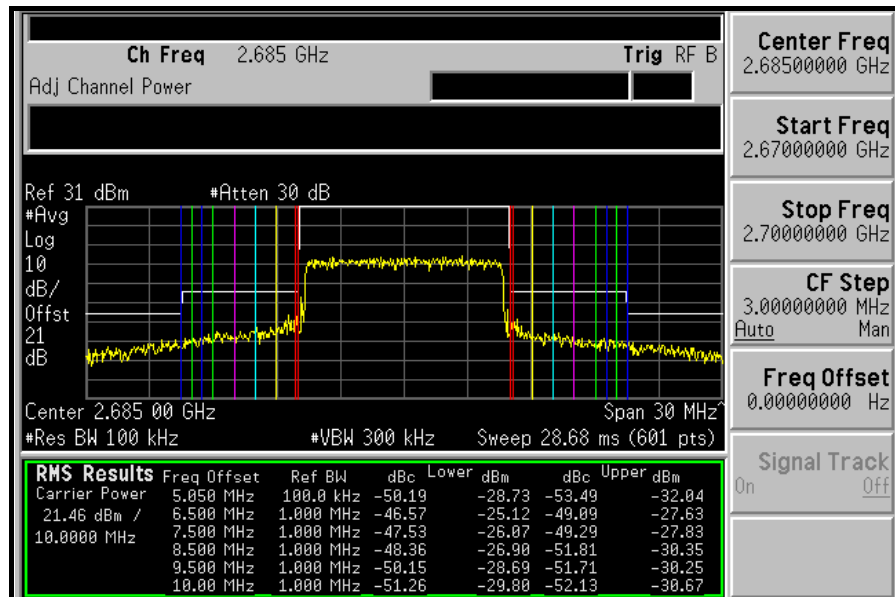 Ch Freq 2.685 GHz Trig RF B
Adj Channel Power
Ref 31 dBm #Atten 30 dB
#Avg
Log
10
dB/
Offst
21
dB
Center 2.685 00 GHz Span 30 MHz^
#Res BW 100 kHz #VBW 300 kHz Sweep 28.68 ms (601 pts)
RMS Results Freq Offset Ref BW dBc Lower dBm dBc Upper dBm
Carrier Power 5.050 MHz 100.0 kHz -50.19 -28.73 -53.49 -32.04
21.46 dBm / 6.500 MHz 1.000 MHz -46.57 -25.12 -49.09 -27.63
10.0000 MHz 7.500 MHz 1.000 MHz -47.53 -26.07 -49.29 -27.83
8.500 MHz 1.000 MHz -48.36 -26.90 -51.81 -30.35
9.500 MHz 1.000 MHz -50.15 -28.69 -51.71 -30.25
10.00 MHz 1.000 MHz -51.26 -29.80 -52.13 -30.67
Center Freq
2.68500000 GHz
Start Freq
2.67000000 GHz
Stop Freq
2.70000000 GHz
CF Step
3.00000000 MHz
Auto Man
Freq Offset
0.00000000 Hz
Signal Track
On Off